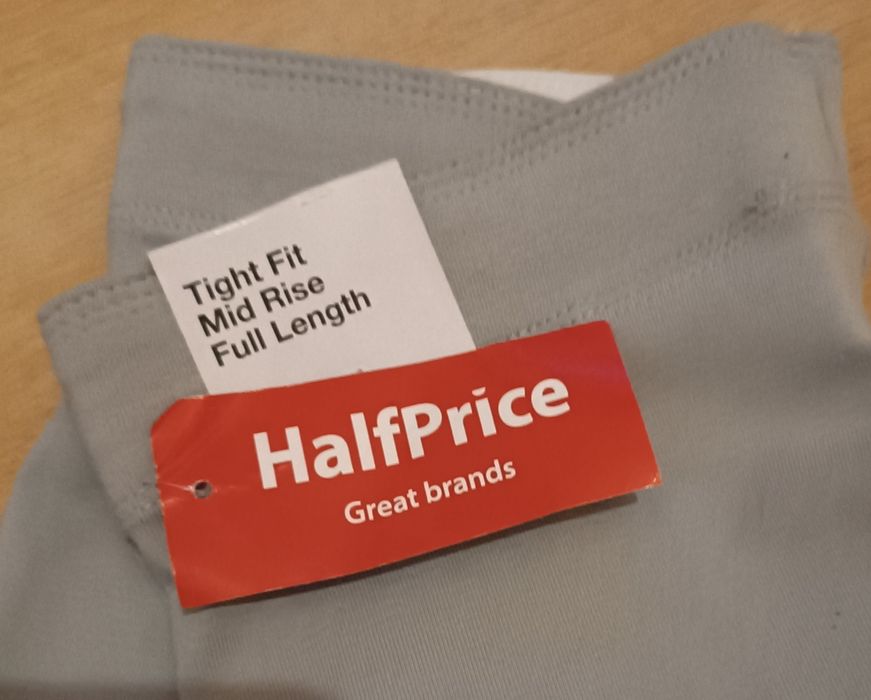 Tight Fit
Mid Rise
Full Length
HalfPrice
Great brands